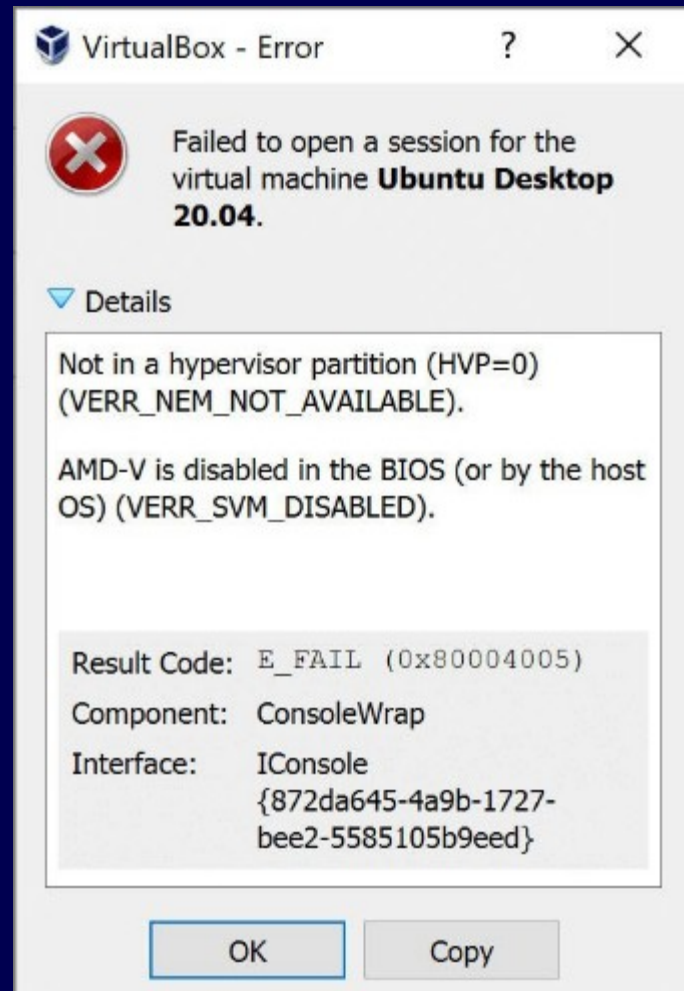 VirtualBox - Error
?
Failed to open a session for the
virtual machine Ubuntu Desktop
20.04.
Details
Not in a hypervisor partition (HVP=0)
(VERR_NEM_NOT_AVAILABLE).
AMD-V is disabled in the BIOS (or by the host
OS) (VERR_SVM_DISABLED).
Result Code: E_FAIL (0x80004005)
Component: ConsoleWrap
Interface: IConsole
{872da645-4a9b-1727-
bee2-5585105b9eed}
OK Copy